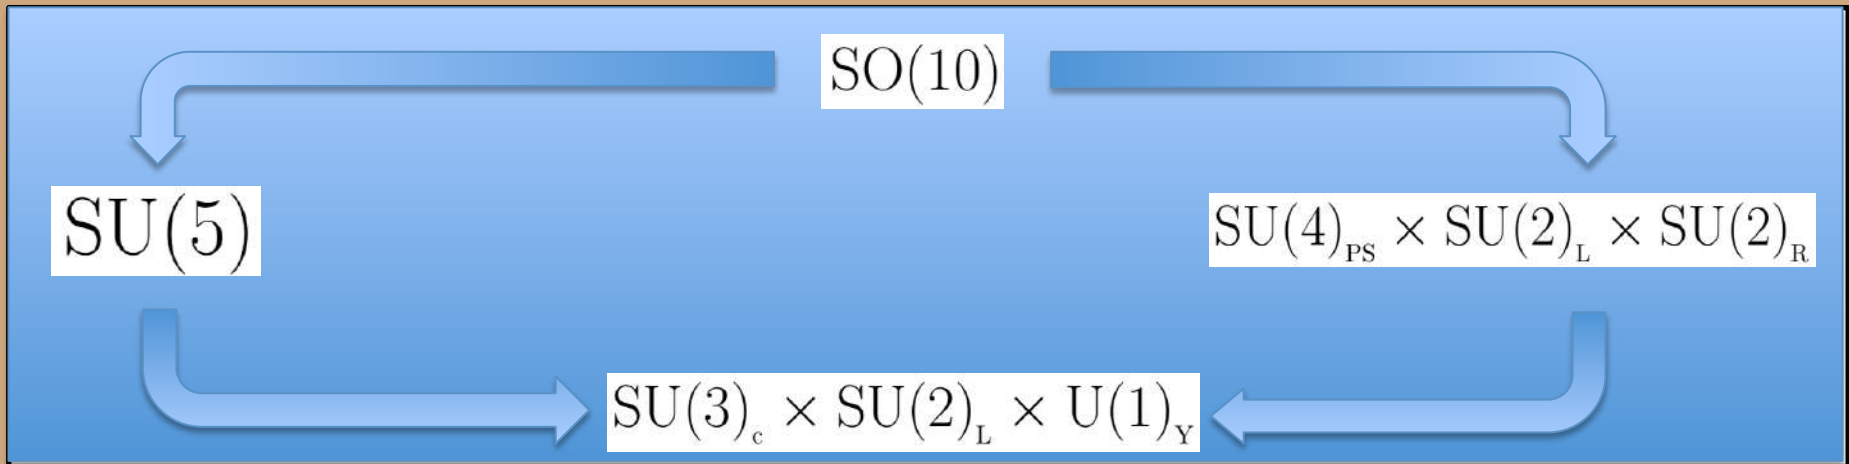 SO(10)
SU(5)
SU(4)_PS × SU(2)_L × SU(2)_R
SU(3)_c × SU(2)_L × U(1)_Y